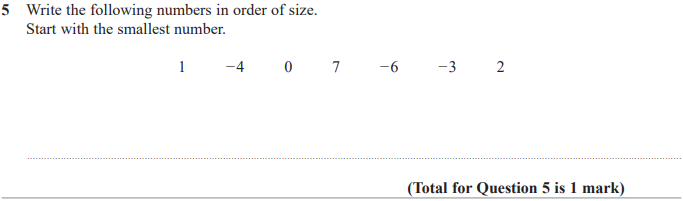 5 Write the following numbers in order of size.
Start with the smallest number.
1 −4 0 7 −6 −3 2
(Total for Question 5 is 1 mark)